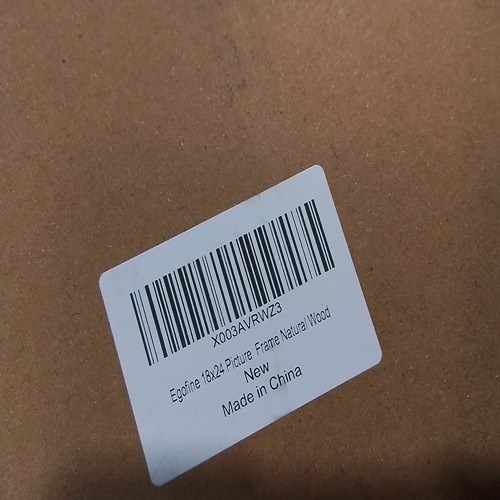 X003AVRWZ3
Egofine 18x24 Picture Frame Natural Wood
New
Made in China